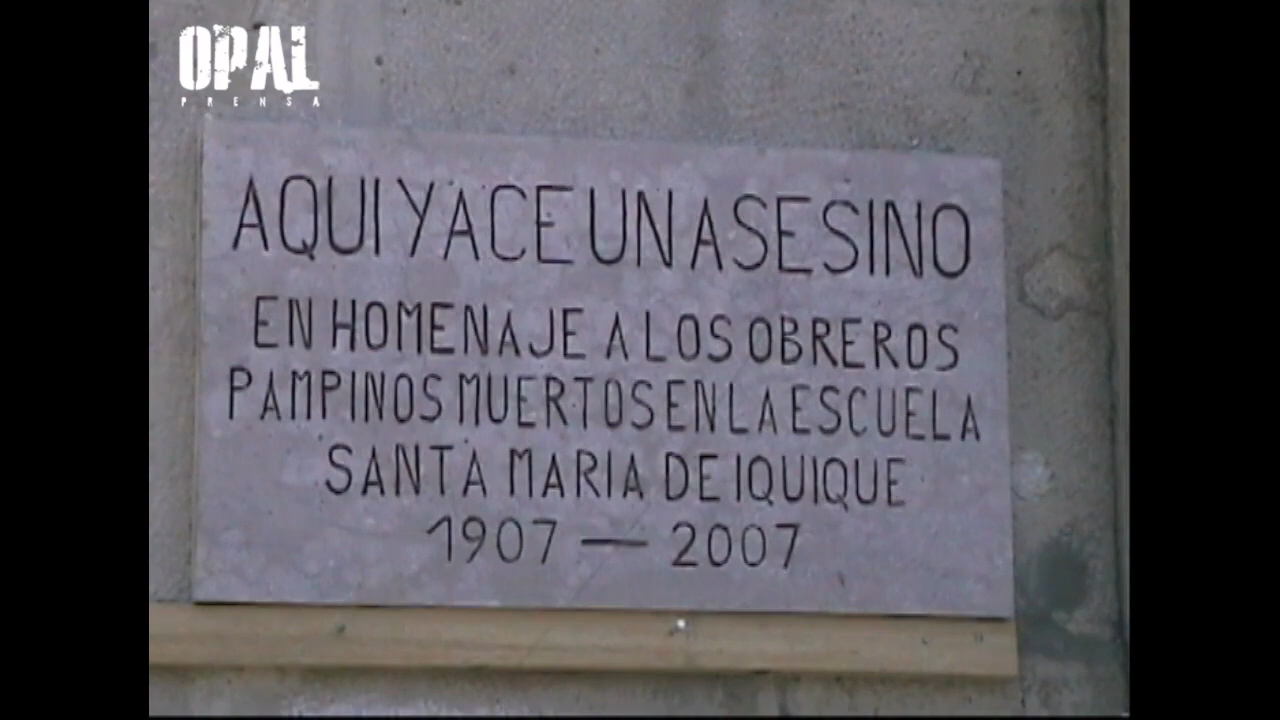 OPAL
PRENSA
AQUI YACE UN ASESINO
EN HOMENAJE A LOS OBREROS
PAMPINOS MUERTOS EN LA ESCUELA
SANTA MARIA DE IQUIQUE
1907 — 2007